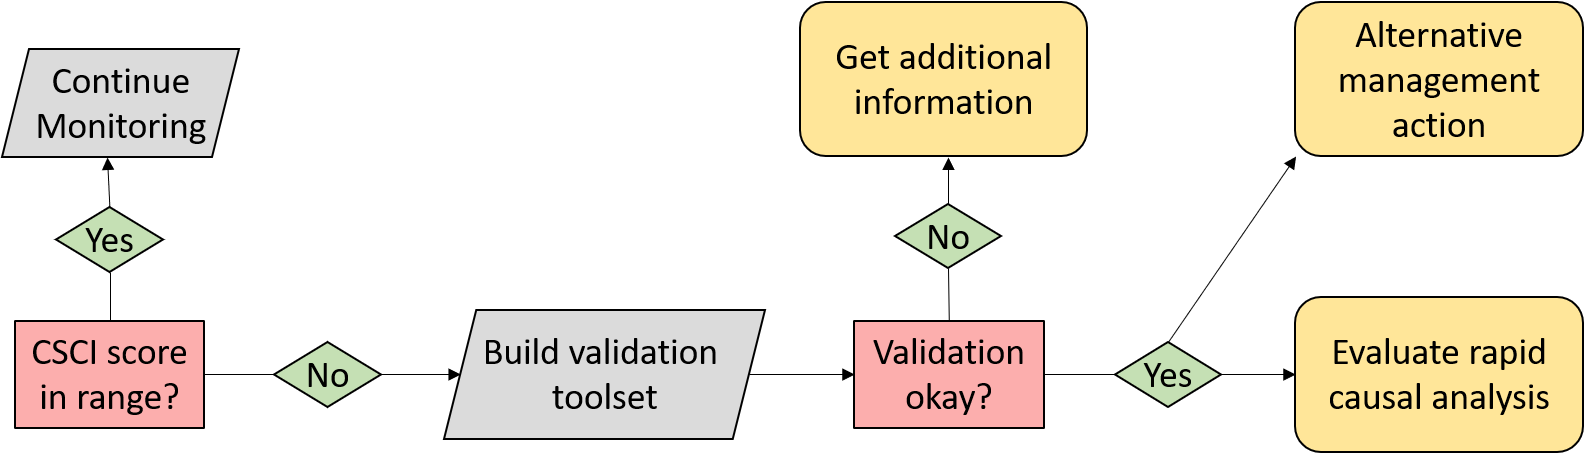 Continue
Monitoring
Yes
CSCI score
in range?
No
Build validation
toolset
Validation
okay?
No
Get additional
information
Yes
Alternative
management
action
Evaluate rapid
causal analysis